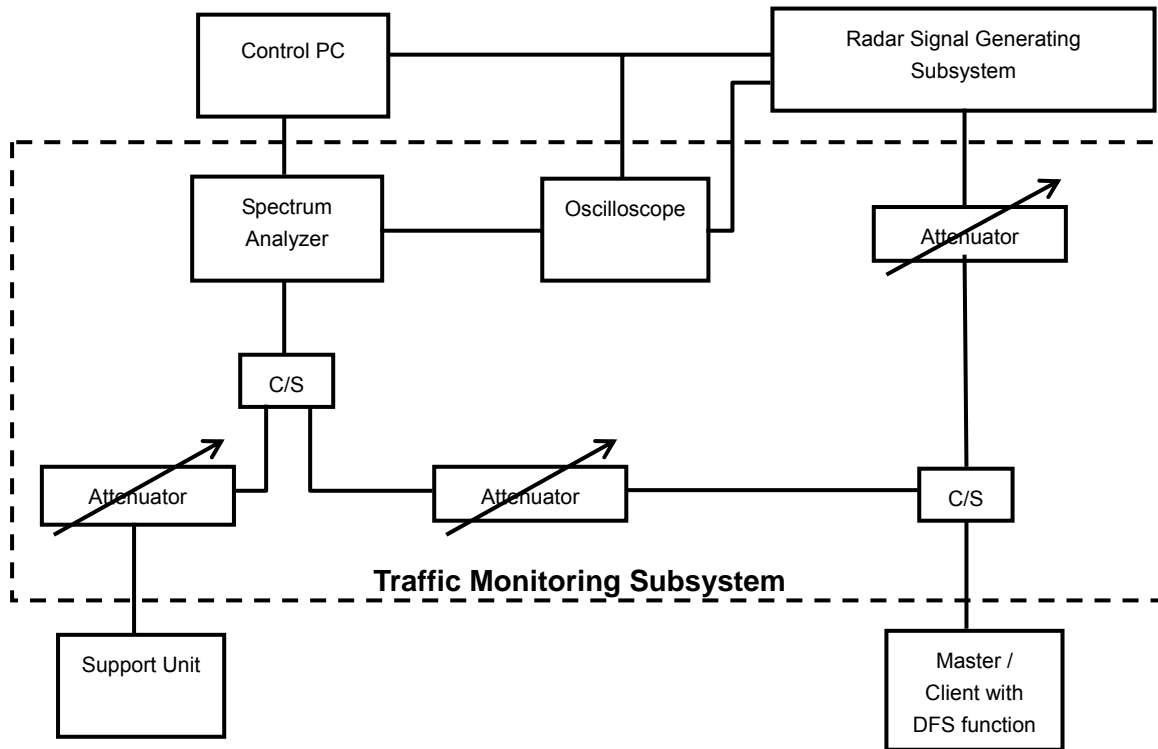 Control PC
Radar Signal Generating
Subsystem
Spectrum
Analyzer
Oscilloscope
Attenuator
C/S
Attenuator
Attenuator
C/S
Traffic Monitoring Subsystem
Support Unit
Master /
Client with
DFS function